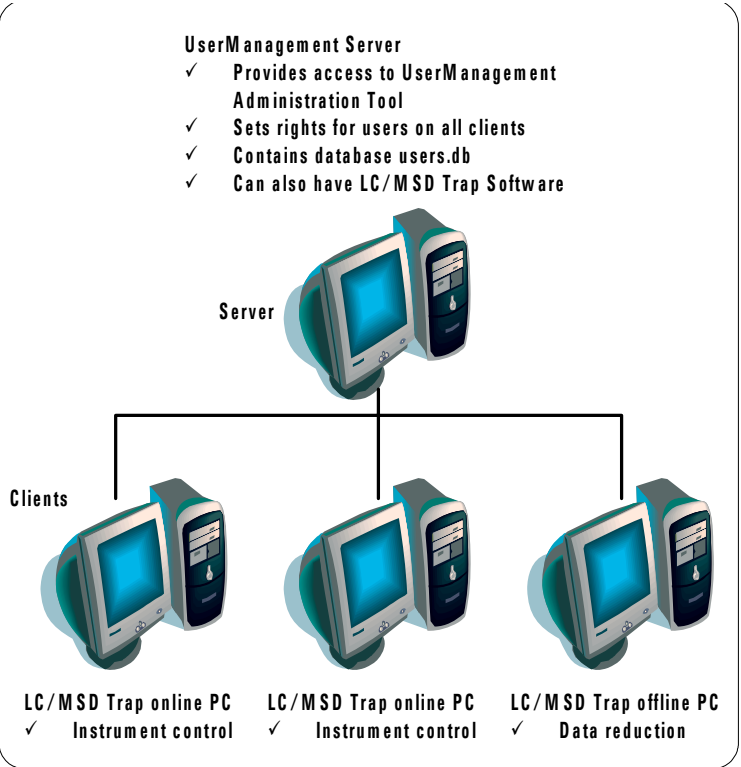 UserManagement Server
✓ Provides access to UserManagement
Administration Tool
✓ Sets rights for users on all clients
✓ Contains database users.db
✓ Can also have LC/MSD Trap Software
Server
Clients
LC/MSD Trap online PC
✓ Instrument control
LC/MSD Trap online PC
✓ Instrument control
LC/MSD Trap offline PC
✓ Data reduction